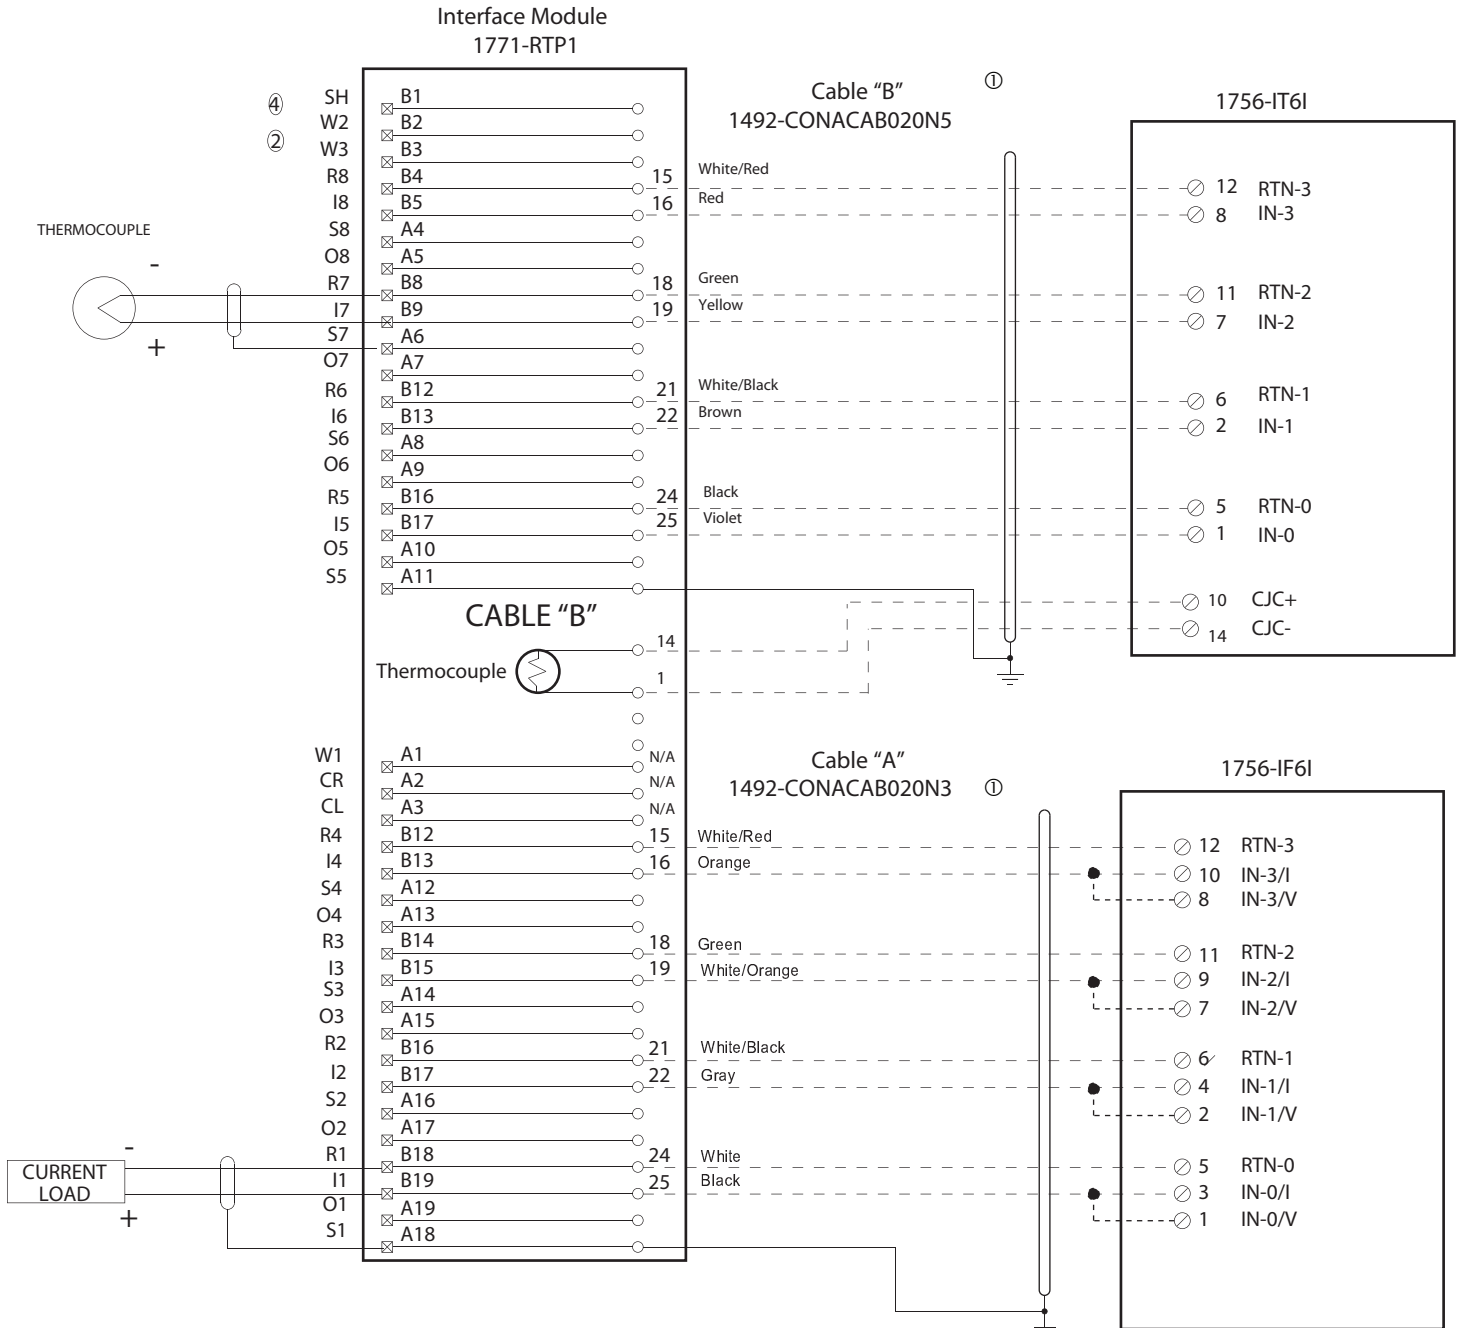 Interface Module
1771-RTP1
Cable “B” ①
1492-CONACAB020N5
1756-IT6I
④ SH B1
W2 B2
② W3 B3
R8 B4 15 White/Red 12 RTN-3
I8 B5 16 Red 8 IN-3
S8 A4
THERMOCOUPLE
O8 A5
- R7 B8 18 Green 11 RTN-2
I7 B9 19 Yellow 7 IN-2
+ S7 A6
O7 A7
R6 B12 21 White/Black 6 RTN-1
I6 B13 22 Brown 2 IN-1
S6 A8
O6 A9
R5 B16 24 Black 5 RTN-0
I5 B17 25 Violet 1 IN-0
O5 A10
S5 A11
10 CJC+
CABLE “B”
14 CJC-
14
Thermocouple
1
W1 A1 N/A
Cable “A”
1756-IF6I
CR A2 N/A
1492-CONACAB020N3 ①
CL A3 N/A
R4 B12 15 White/Red 12 RTN-3
I4 B13 16 Orange 10 IN-3/I
S4 A12 8 IN-3/V
O4 A13
R3 B14 18 Green 11 RTN-2
I3 B15 19 White/Orange 9 IN-2/I
S3 A14 7 IN-2/V
O3 A15
R2 B16 21 White/Black 6 RTN-1
I2 B17 22 Gray 4 IN-1/I
S2 A16 2 IN-1/V
O2 A17
- R1 B18 24 White 5 RTN-0
CURRENT
LOAD
I1 B19 25 Black 3 IN-0/I
+ O1 A19 1 IN-0/V
S1 A18